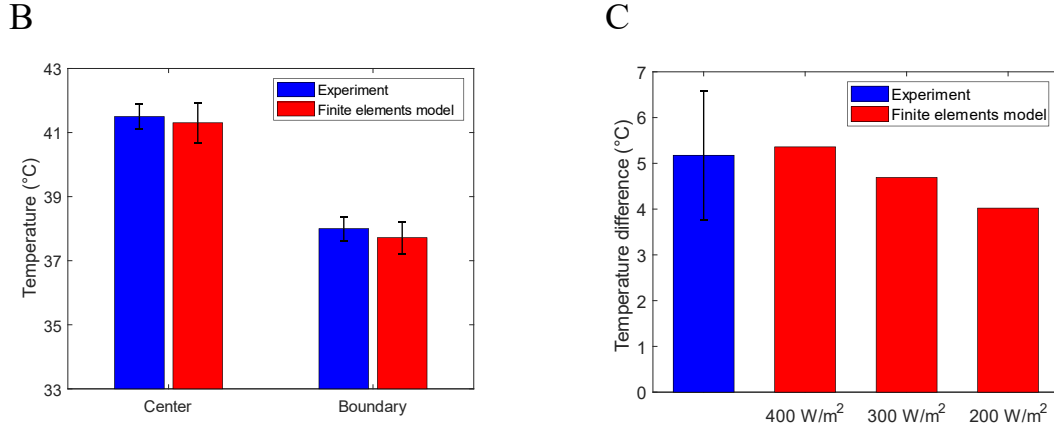 B
43
41
39
37
35
33
Temperature (°C)
Experiment
Finite elements model
Center
Boundary
C
7
6
5
4
3
2
1
0
Temperature difference (°C)
Experiment
Finite elements model
400 W/m²
300 W/m²
200 W/m²